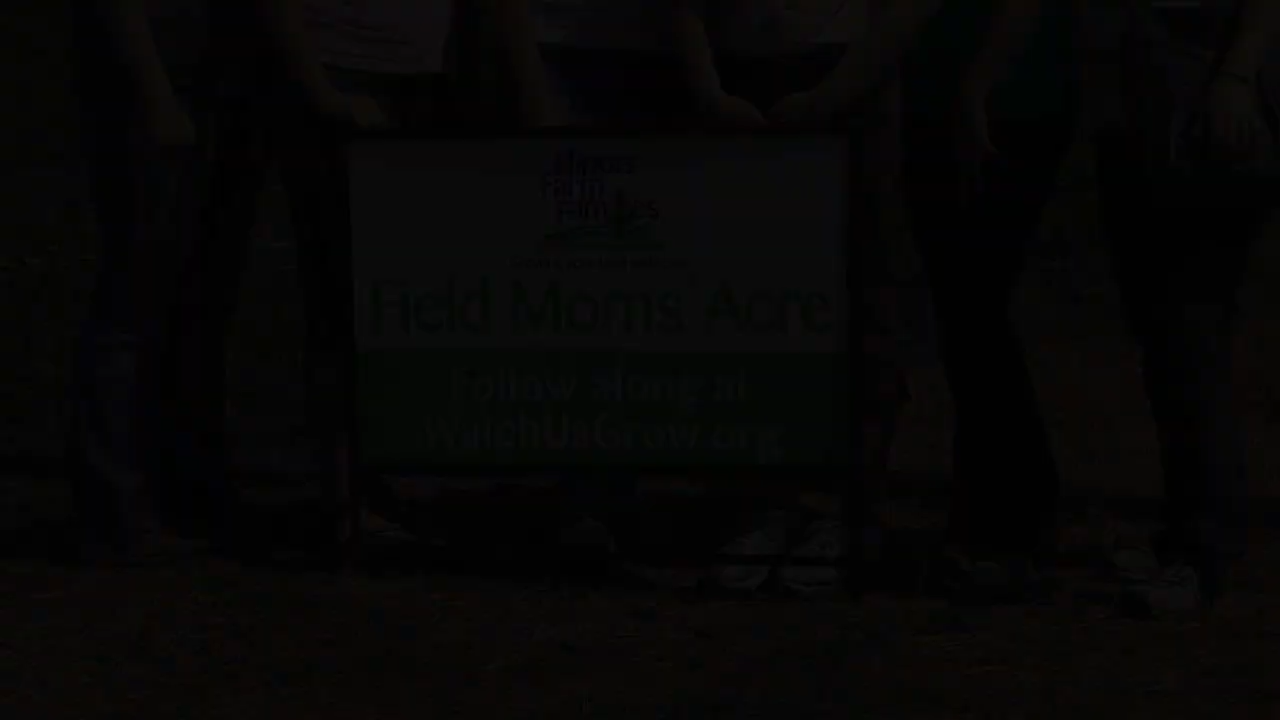 Illinois
Farm
Families
Field Moms' Acre
Follow along at
WatchUsGrow.org